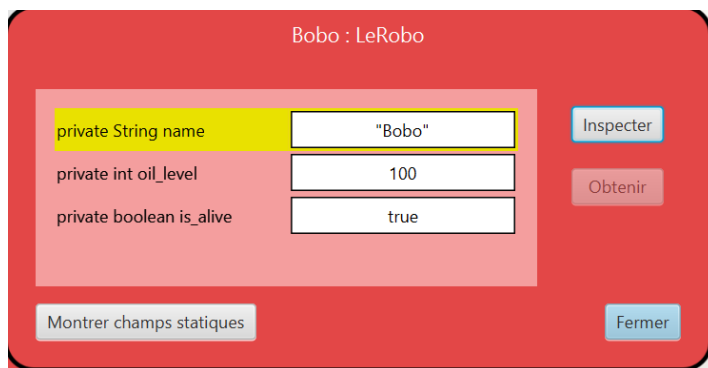 Bobo : LeRobo
private String name "Bobo"
Inspecter
private int oil_level 100
Obtenir
private boolean is_alive true
Montrer champs statiques
Fermer